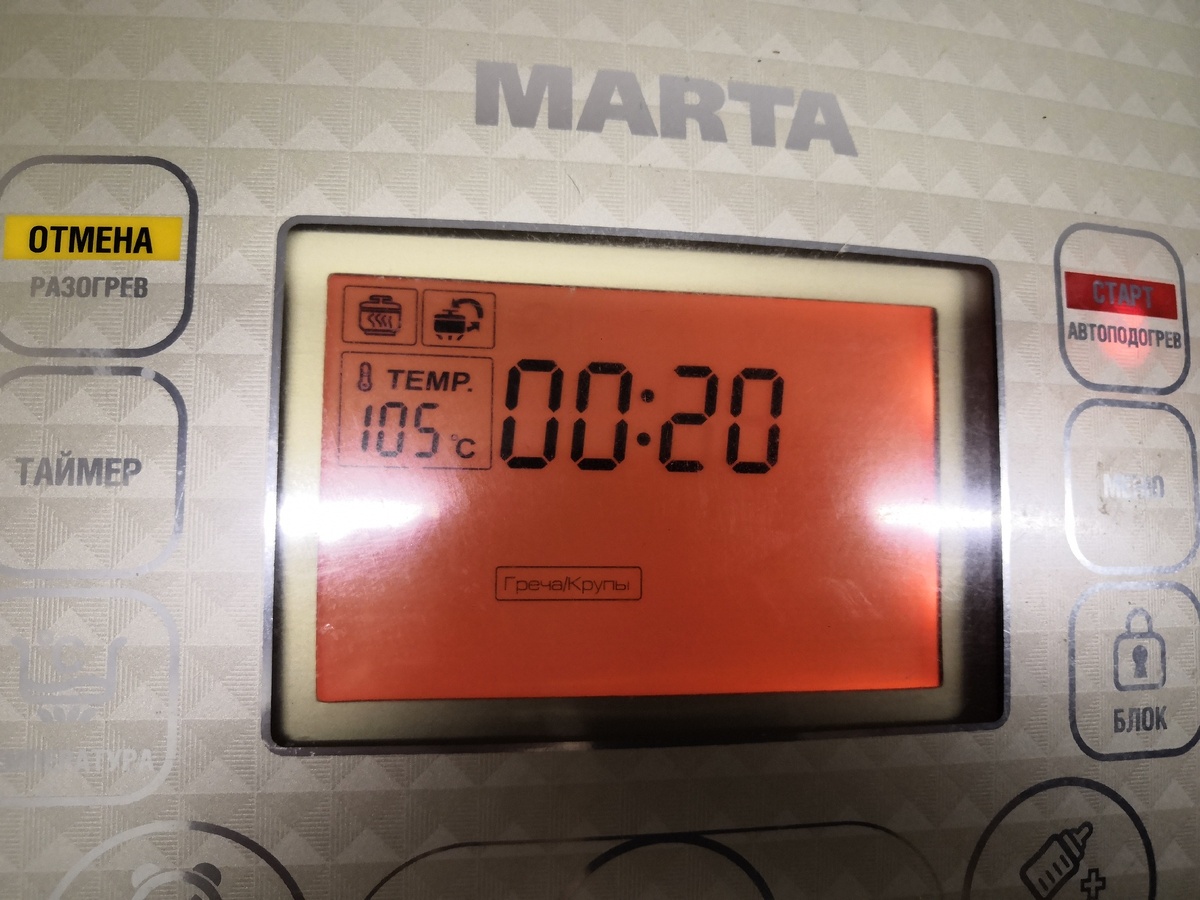 MARTA
ОТМЕНА
РАЗОГРЕВ
СТАРТ
АВТОПОДОГРЕВ
TEMP.
105 °C
00:20
ТАЙМЕР
Греча/Крупы
БЛОК